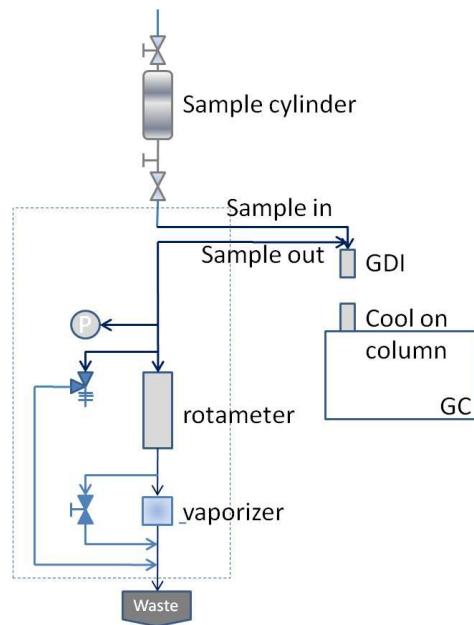 Sample cylinder
Sample in
Sample out
GDI
P
Cool on
column
GC
rotameter
vaporizer
Waste